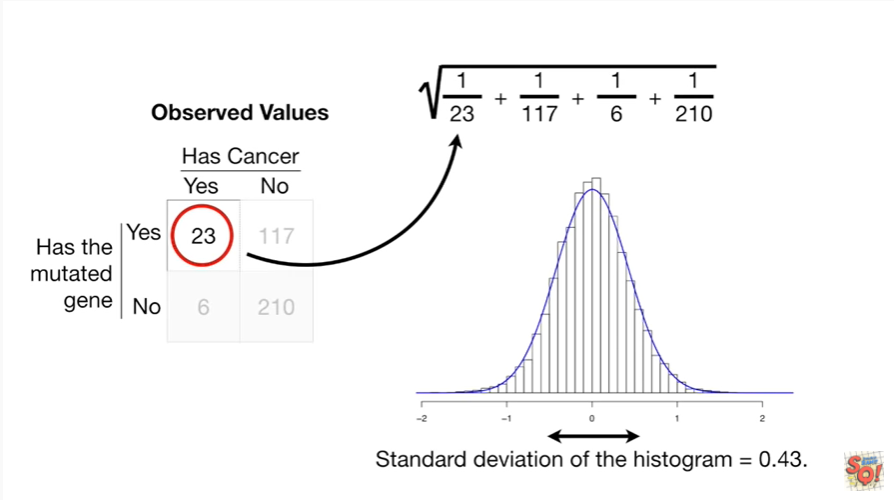 1 1 1 1
√ + + +
23 117 6 210
Observed Values
Has Cancer
Yes No
Has the mutated gene
Yes 23 117
No 6 210
-2 -1 0 1 2
Standard deviation of the histogram = 0.43.
SQ!